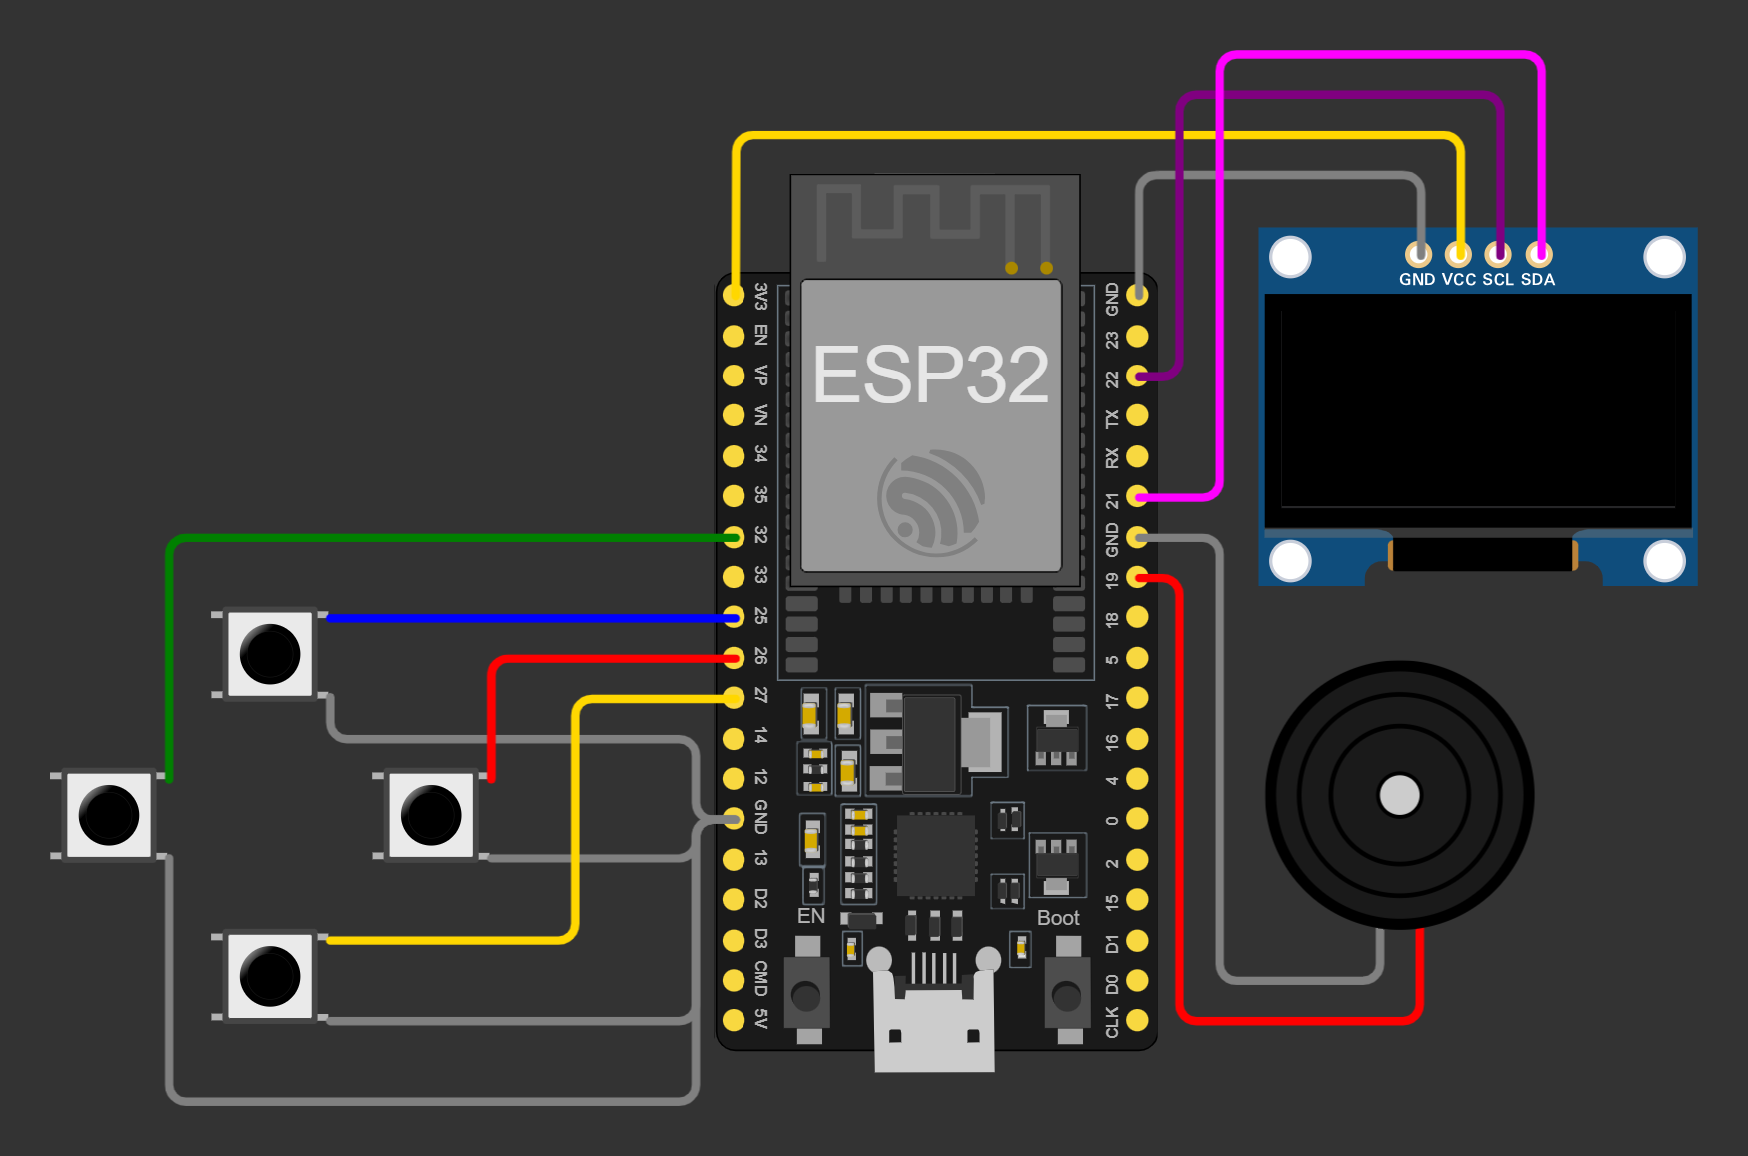 GND VCC SCL SDA
ESP32
3V3
EN
VP
VN
34
35
32
33
25
26
27
14
12
GND
13
D2
D3
CMD
5V
GND
23
22
TX
RX
21
GND
19
18
5
17
16
4
0
2
15
D1
D0
CLK
EN
Boot